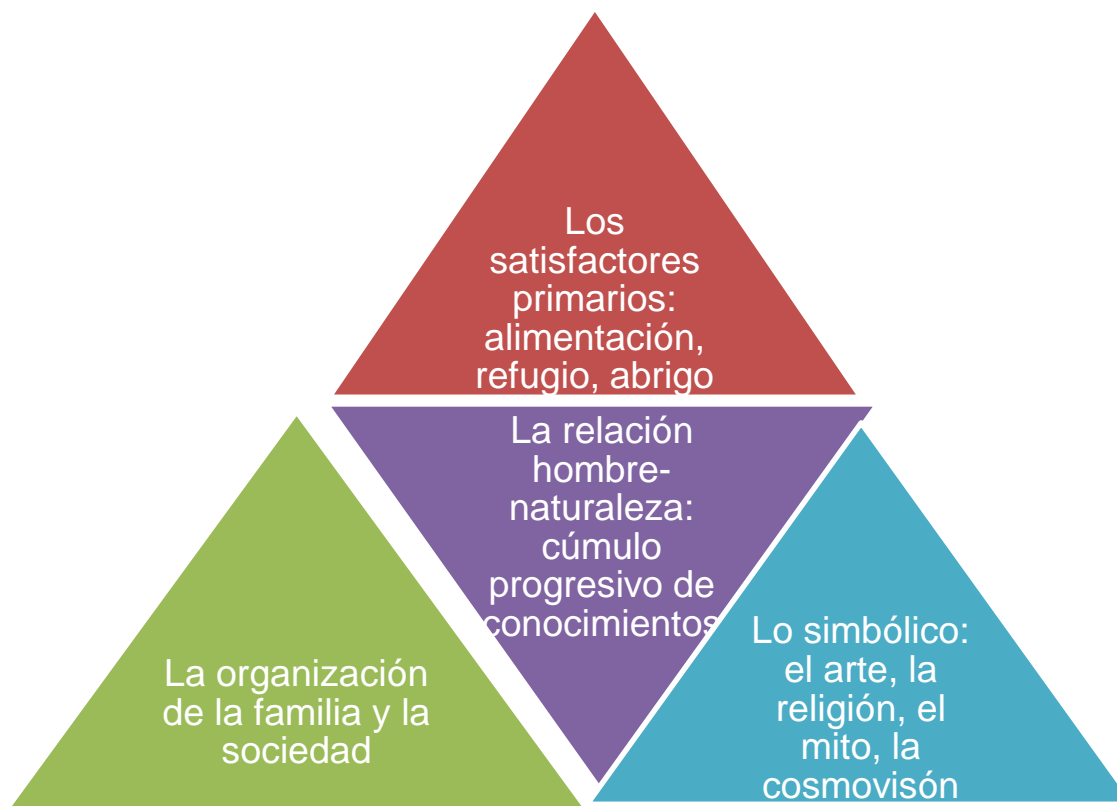 Los
satisfactores
primarios:
alimentación,
refugio, abrigo
La relación
hombre-
naturaleza:
cúmulo
progresivo de
conocimientos
La organización
de la familia y la
sociedad
Lo simbólico:
el arte, la
religión, el
mito, la
cosmovisón